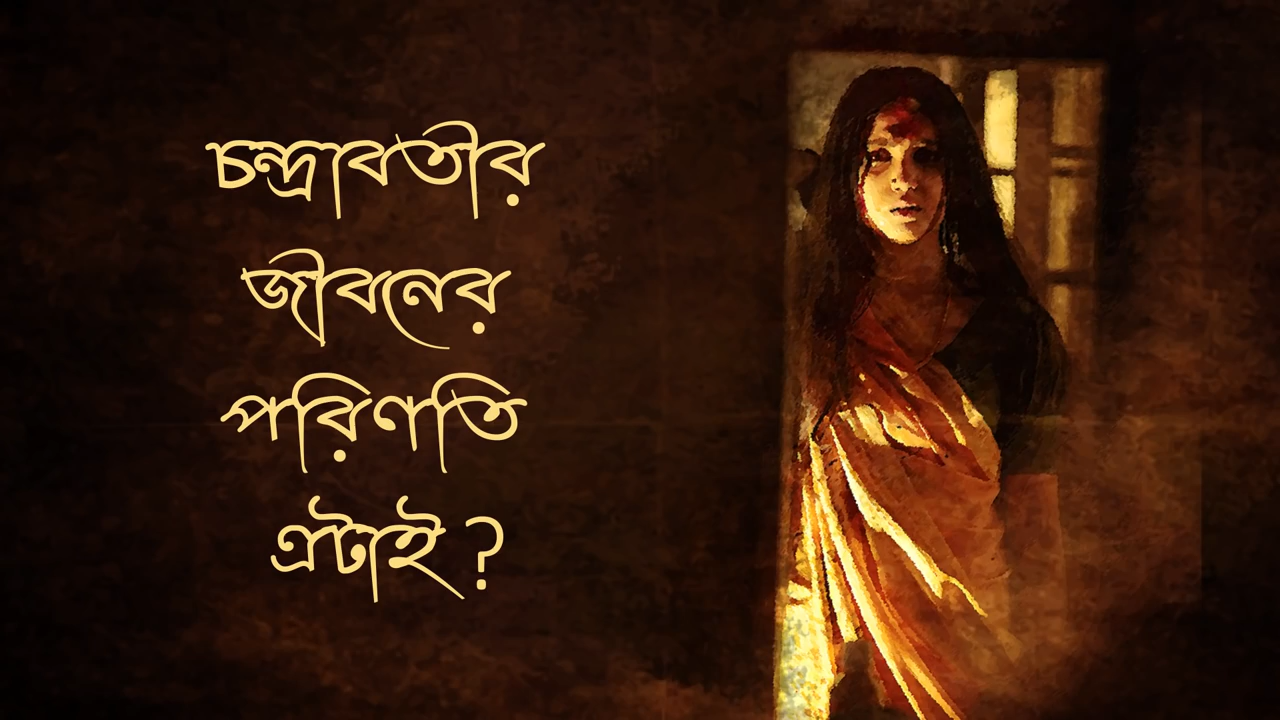 চন্দ্রাবতীর
জীবনের
পরিণতি
এটাই ?